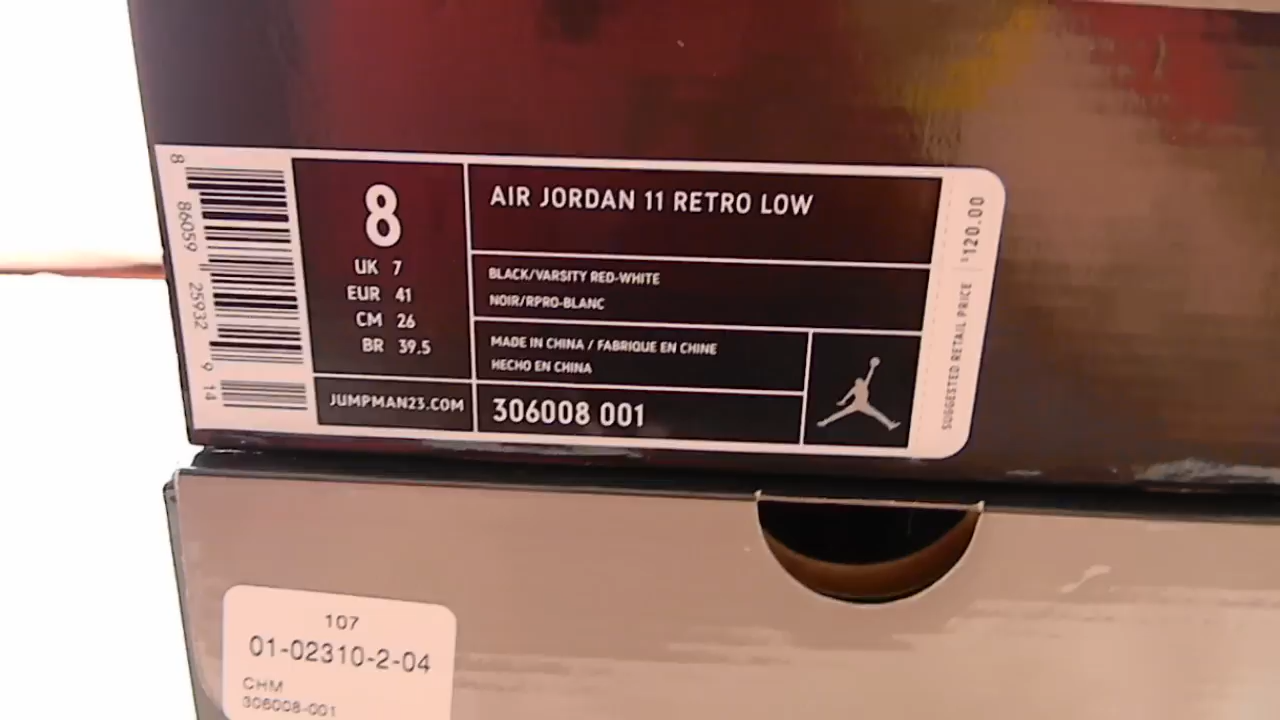 8 86059 25932 9 14
8
UK 7
EUR 41
CM 26
BR 39.5
JUMPMAN23.COM
AIR JORDAN 11 RETRO LOW
BLACK/VARSITY RED-WHITE
NOIR/RPRO-BLANC
MADE IN CHINA / FABRIQUE EN CHINE
HECHO EN CHINA
306008 001
SUGGESTED RETAIL PRICE $120.00
107
01-02310-2-04
CHM
306008-001